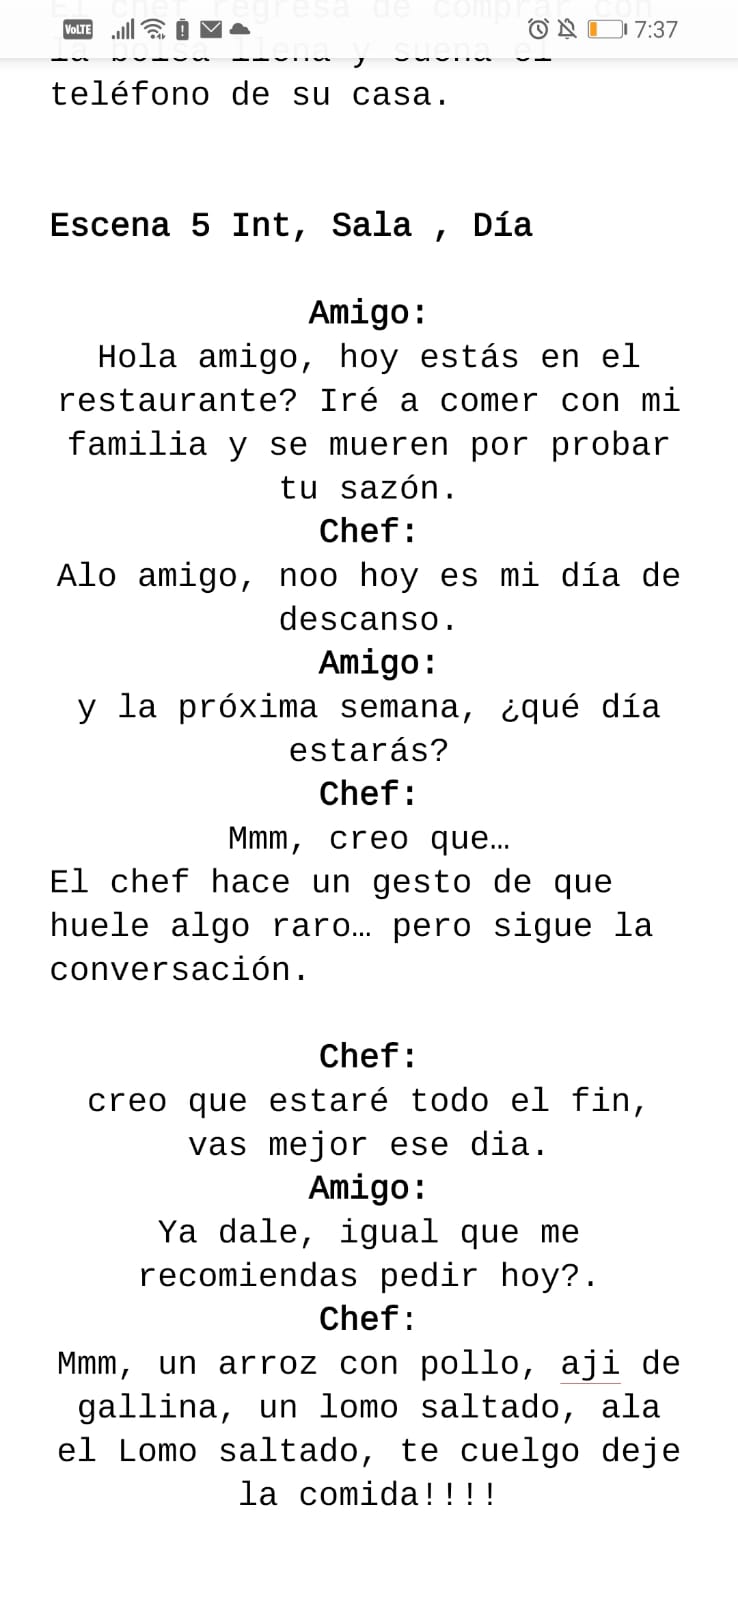 VoLTE
7:37
El chef regresa de comprar con
la bolsa llena y suena el
teléfono de su casa.
Escena 5 Int, Sala , Día
Amigo:
Hola amigo, hoy estás en el
restaurante? Iré a comer con mi
familia y se mueren por probar
tu sazón.
Chef:
Alo amigo, noo hoy es mi día de
descanso.
Amigo:
y la próxima semana, ¿qué día
estarás?
Chef:
Mmm, creo que…
El chef hace un gesto de que
huele algo raro… pero sigue la
conversación.
Chef:
creo que estaré todo el fin,
vas mejor ese dia.
Amigo:
Ya dale, igual que me
recomiendas pedir hoy?.
Chef:
Mmm, un arroz con pollo, aji de
gallina, un lomo saltado, ala
el Lomo saltado, te cuelgo deje
la comida!!!!